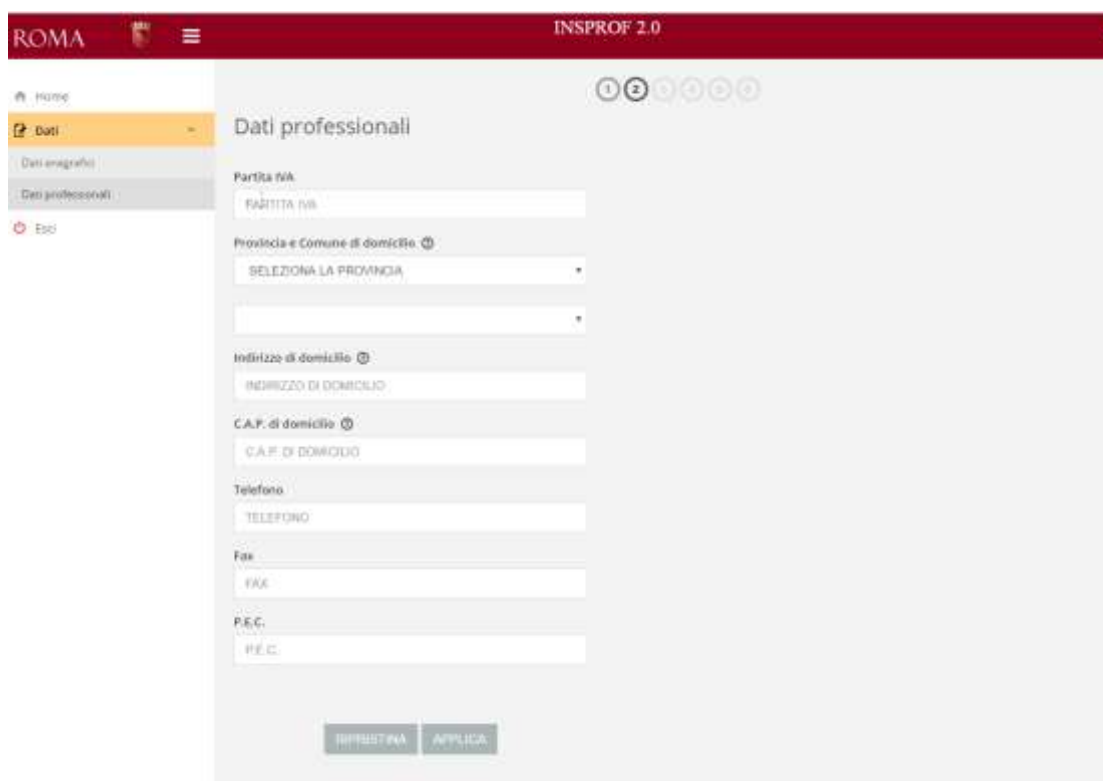 ROMA
INSPROF 2.0
Home
Dati
Dati anagrafici
Dati professionali
Esci
1 2
Dati professionali
Partita IVA
PARTITA IVA
Provincia e Comune di domicilio
SELEZIONA LA PROVINCIA
Indirizzo di domicilio
INDIRIZZO DI DOMICILIO
C.A.P. di domicilio
C.A.P. DI DOMICILIO
Telefono
TELEFONO
Fax
FAX
P.E.C.
P.E.C.
RIPRISTINA APPLICA